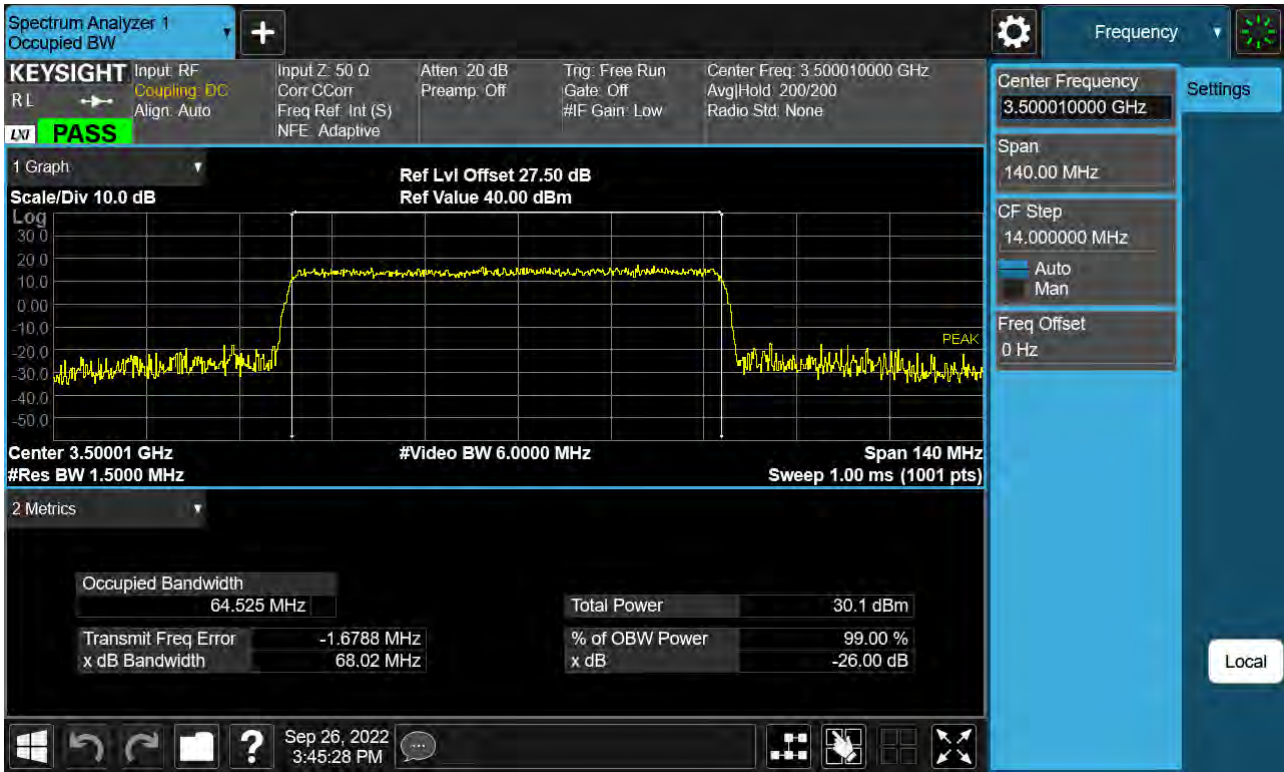 Spectrum Analyzer 1
Occupied BW
+
Frequency
KEYSIGHT
RL
LXI
PASS
Input: RF
Coupling: DC
Align: Auto
Input Z: 50 Ω
Corr CCorr
Freq Ref: Int (S)
NFE: Adaptive
Atten: 20 dB
Preamp: Off
Trig: Free Run
Gate: Off
#IF Gain: Low
Center Freq: 3.500010000 GHz
Avg|Hold: 200/200
Radio Std: None
Center Frequency
3.500010000 GHz
Settings
Span
140.00 MHz
CF Step
14.000000 MHz
Auto
Man
Freq Offset
0 Hz
Local
1 Graph
Ref Lvl Offset 27.50 dB
Scale/Div 10.0 dB
Ref Value 40.00 dBm
Log
30.0
20.0
10.0
0.00
-10.0
-20.0
-30.0
-40.0
-50.0
PEAK
Center 3.50001 GHz
#Video BW 6.0000 MHz
Span 140 MHz
#Res BW 1.5000 MHz
Sweep 1.00 ms (1001 pts)
2 Metrics
Occupied Bandwidth
64.525 MHz
Total Power 30.1 dBm
Transmit Freq Error -1.6788 MHz
% of OBW Power 99.00 %
x dB Bandwidth 68.02 MHz
x dB -26.00 dB
?
Sep 26, 2022
3:45:28 PM